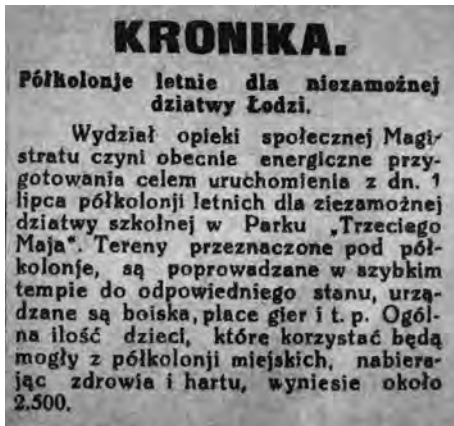 KRONIKA.
Półkolonje letnie dla niezamożnej
dziatwy Łodzi.
Wydział opieki społecznej Magi-
stratu czyni obecnie energiczne przy-
gotowania celem uruchomienia z dn. 1
lipca półkolonji letnich dla ziezamożnej
dziatwy szkolnej w Parku „Trzeciego
Maja". Tereny przeznaczone pod pół-
kolonje, są poprowadzane w szybkim
tempie do odpowiedniego stanu, urzą-
dzane są boiska, place gier i t. p. Ogól-
na ilość dzieci, które korzystać będą
mogły z półkolonji miejskich, nabiera-
jąc zdrowia i hartu, wyniesie około
2.500.